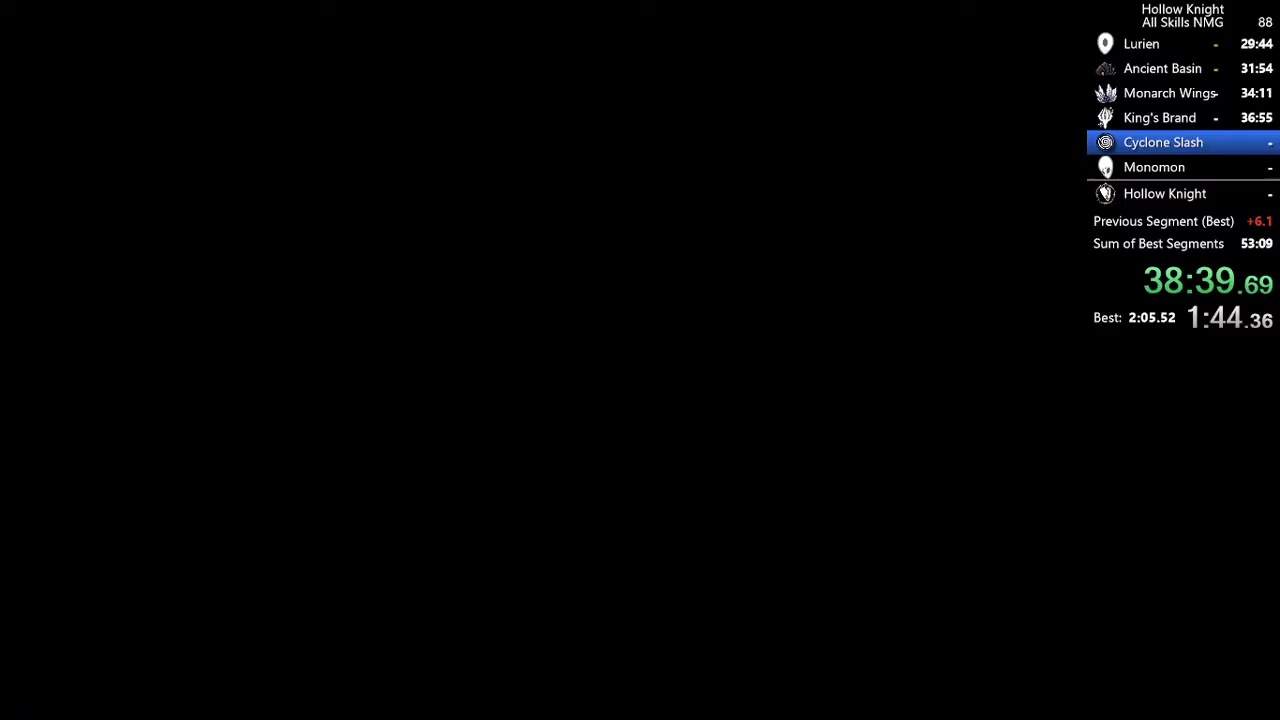 Hollow Knight
All Skills NMG 88
Lurien - 29:44
Ancient Basin - 31:54
Monarch Wings- 34:11
King's Brand - 36:55
Cyclone Slash -
Monomon -
Hollow Knight -
Previous Segment (Best) +6.1
Sum of Best Segments 53:09
38:39.69
Best: 2:05.52 1:44.36